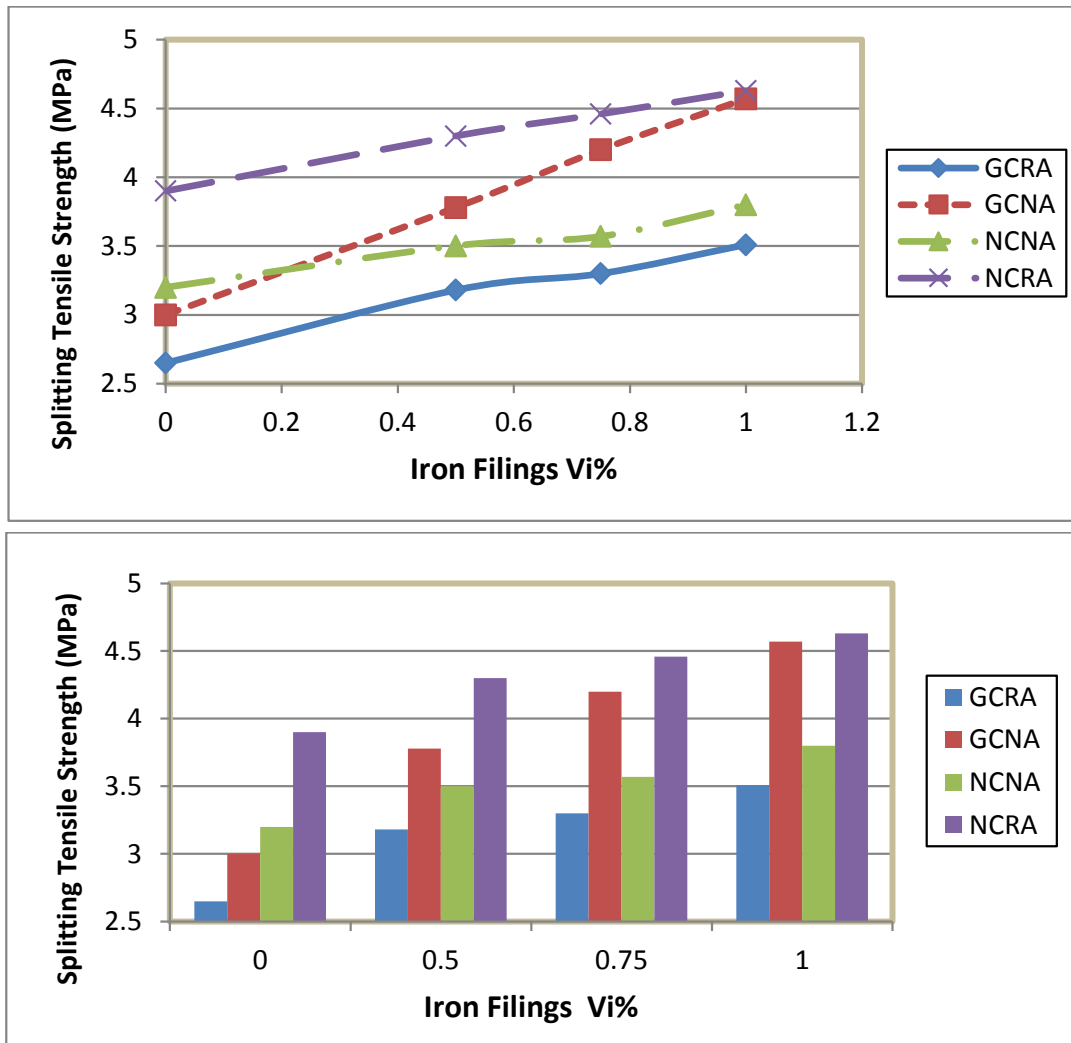 Splitting Tensile Strength (MPa)
5
4.5
4
3.5
3
2.5
0
0.2
0.4
0.6
0.8
1
1.2
Iron Filings Vi%
GCRA
GCNA
NCNA
NCRA
Splitting Tensile Strength (MPa)
5
4.5
4
3.5
3
2.5
0
0.5
0.75
1
Iron Filings  Vi%
GCRA
GCNA
NCNA
NCRA